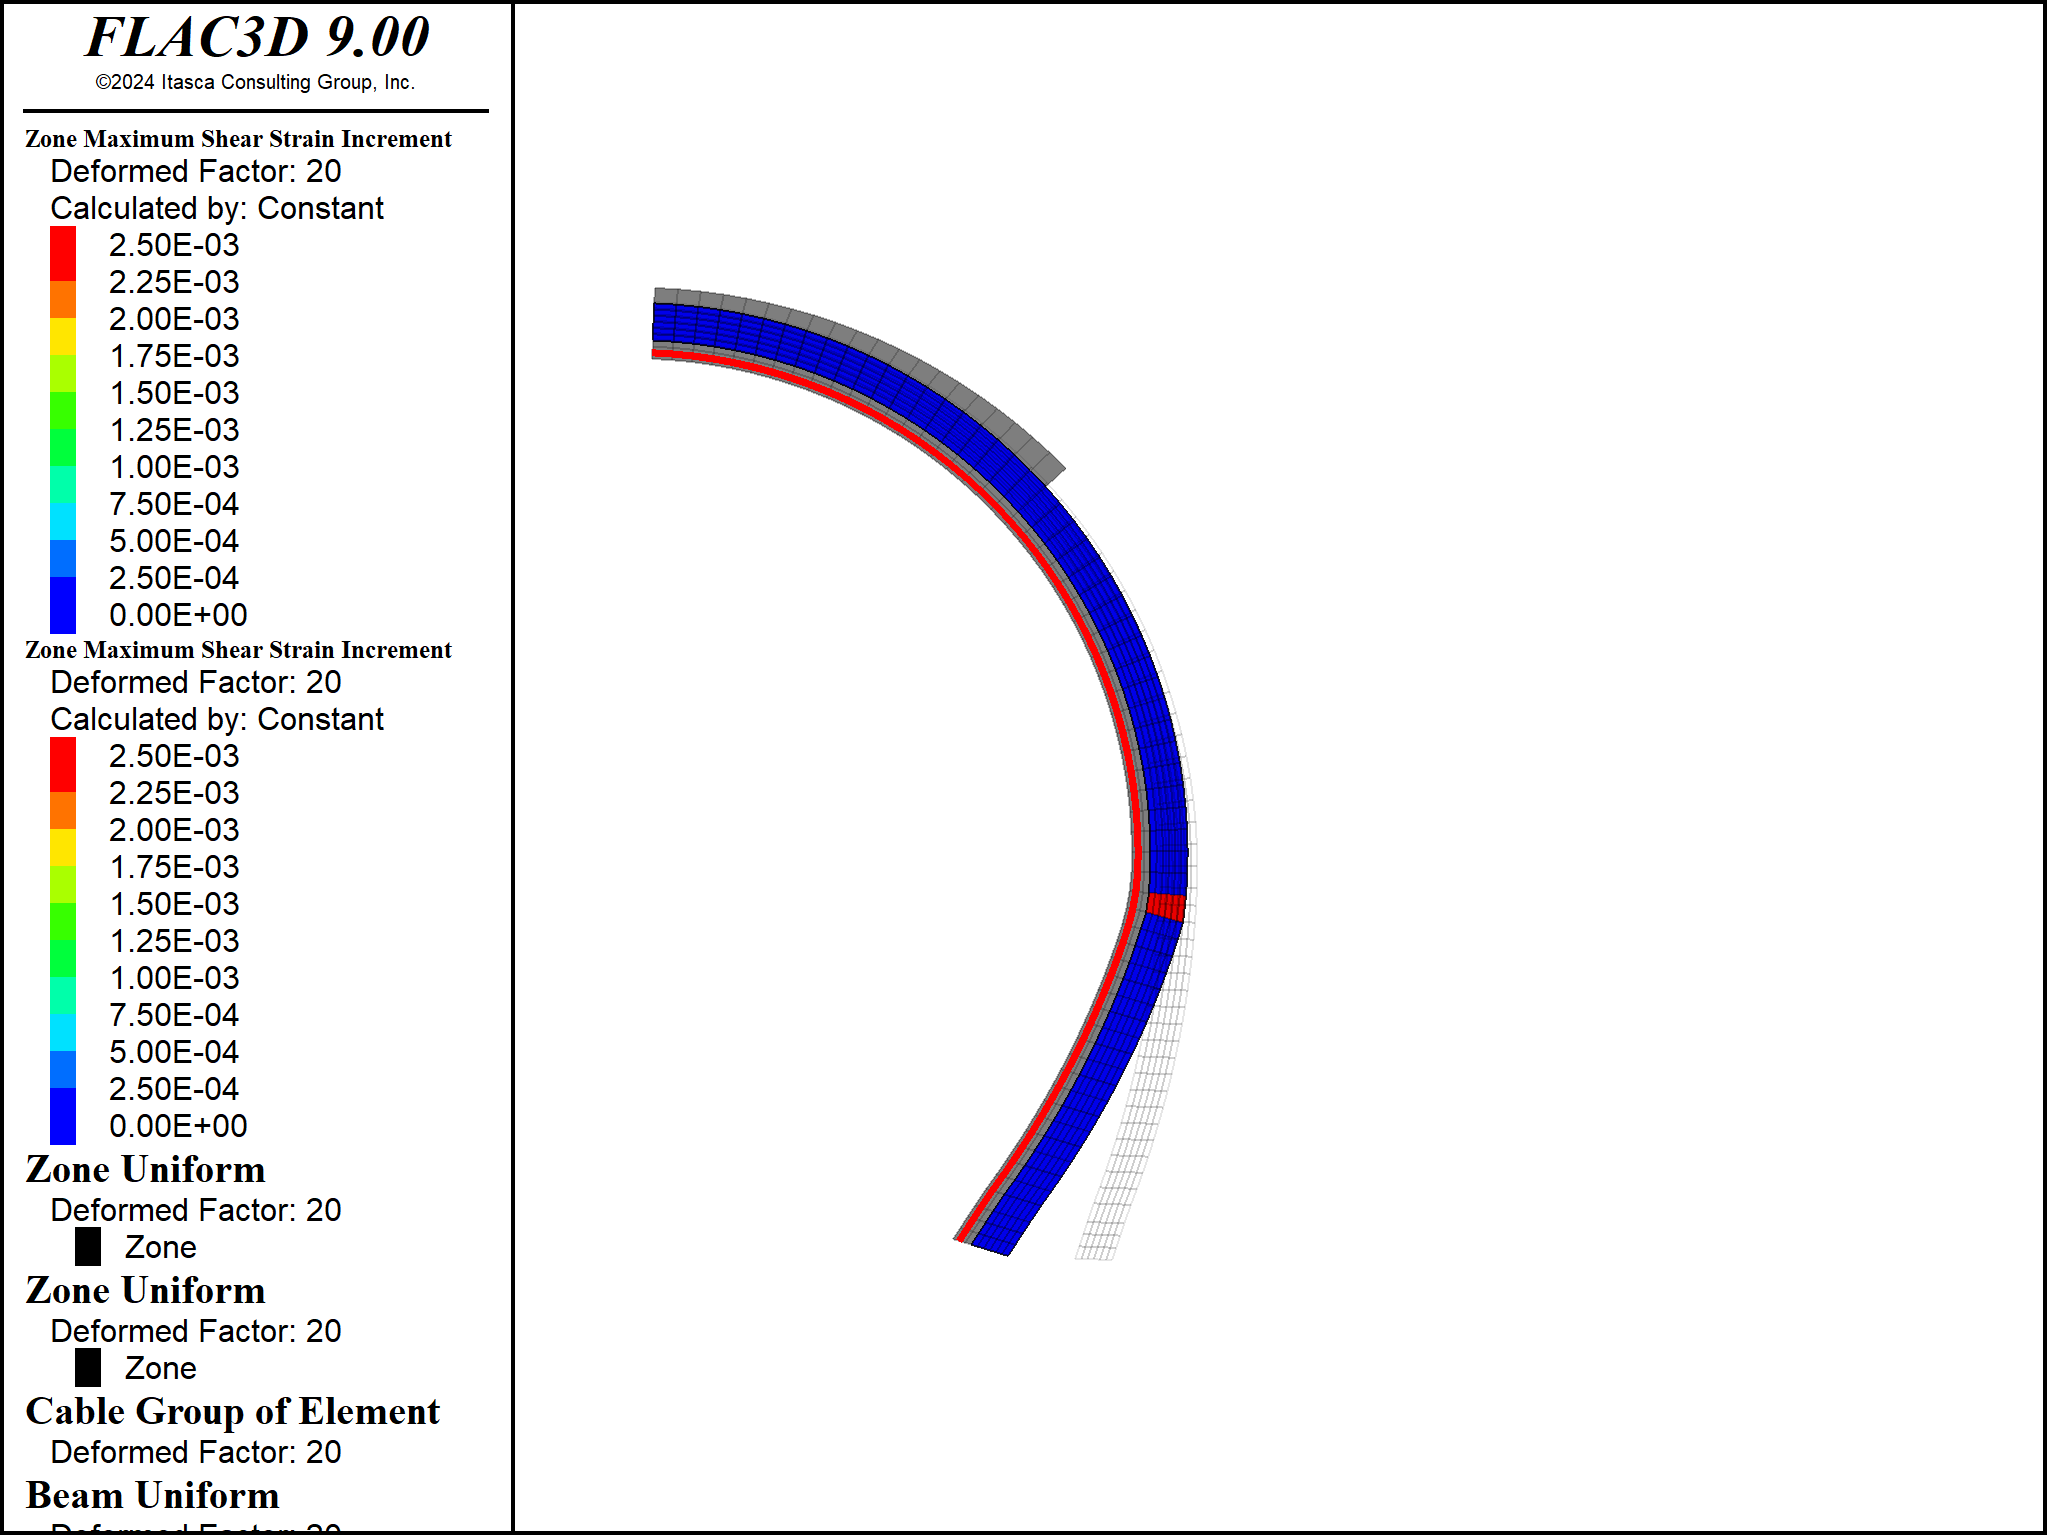 FLAC3D 9.00
©2024 Itasca Consulting Group, Inc.
Zone Maximum Shear Strain Increment
Deformed Factor: 20
Calculated by: Constant
2.50E-03
2.25E-03
2.00E-03
1.75E-03
1.50E-03
1.25E-03
1.00E-03
7.50E-04
5.00E-04
2.50E-04
0.00E+00
Zone Maximum Shear Strain Increment
Deformed Factor: 20
Calculated by: Constant
2.50E-03
2.25E-03
2.00E-03
1.75E-03
1.50E-03
1.25E-03
1.00E-03
7.50E-04
5.00E-04
2.50E-04
0.00E+00
Zone Uniform
Deformed Factor: 20
Zone
Zone Uniform
Deformed Factor: 20
Zone
Cable Group of Element
Deformed Factor: 20
Beam Uniform
Deformed Factor: 20